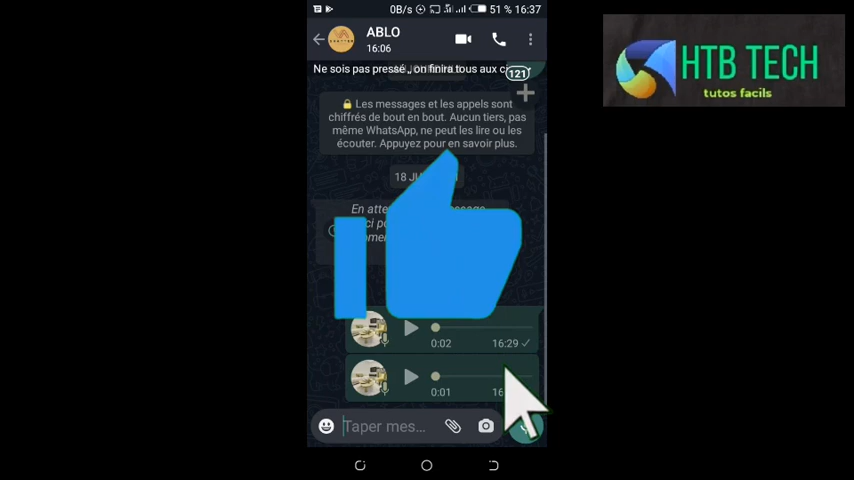 0B/s 51 % 16:37
ABLO
16:06
Ne sois pas pressé ,, on finira tous aux
121
Les messages et les appels sont
chiffrés de bout en bout. Aucun tiers, pas
même WhatsApp, ne peut les lire ou les
écouter. Appuyez pour en savoir plus.
18
En
0:02 16:29
0:01
Taper mes...
HTB TECH
tutos facils